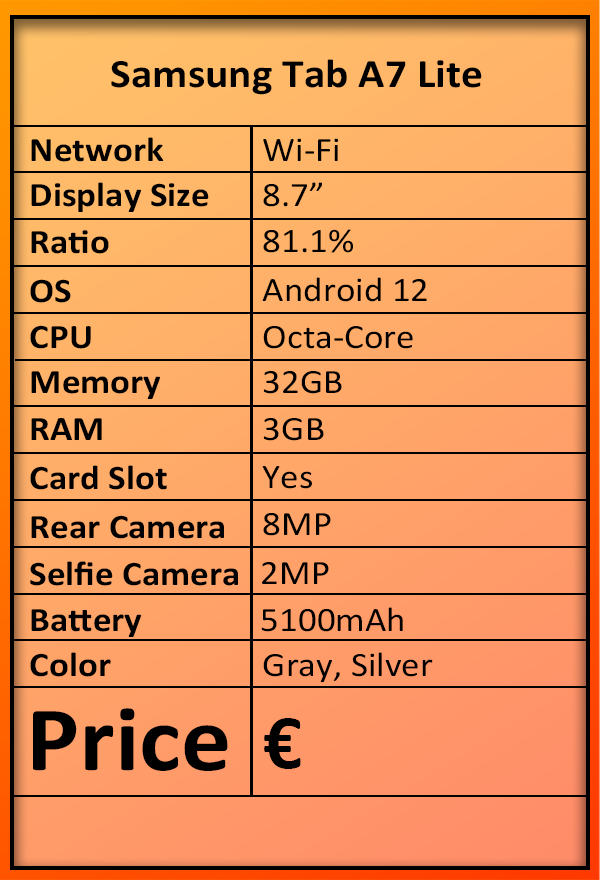 Samsung Tab A7 Lite
Network Wi-Fi
Display Size 8.7”
Ratio 81.1%
OS Android 12
CPU Octa-Core
Memory 32GB
RAM 3GB
Card Slot Yes
Rear Camera 8MP
Selfie Camera 2MP
Battery 5100mAh
Color Gray, Silver
Price €